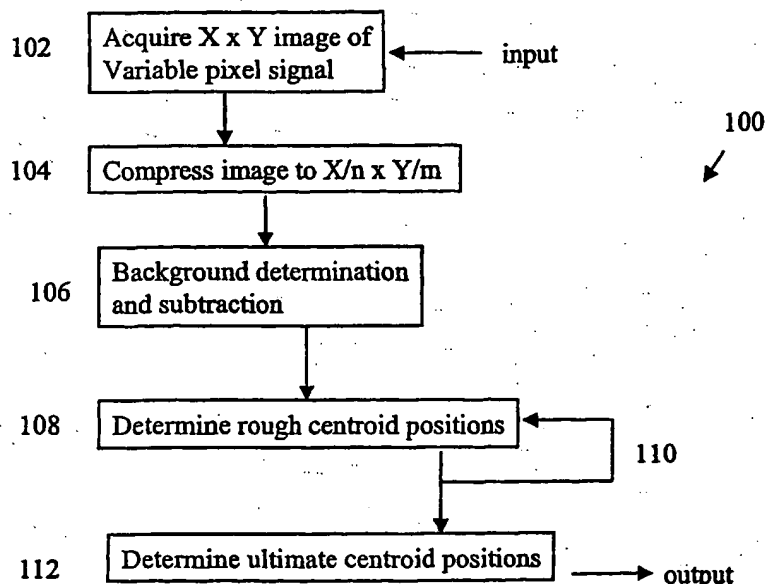 102
Acquire X x Y image of
Variable pixel signal
input
100
104
Compress image to X/n x Y/m
106
Background determination
and subtraction
108
Determine rough centroid positions
110
112
Determine ultimate centroid positions
output